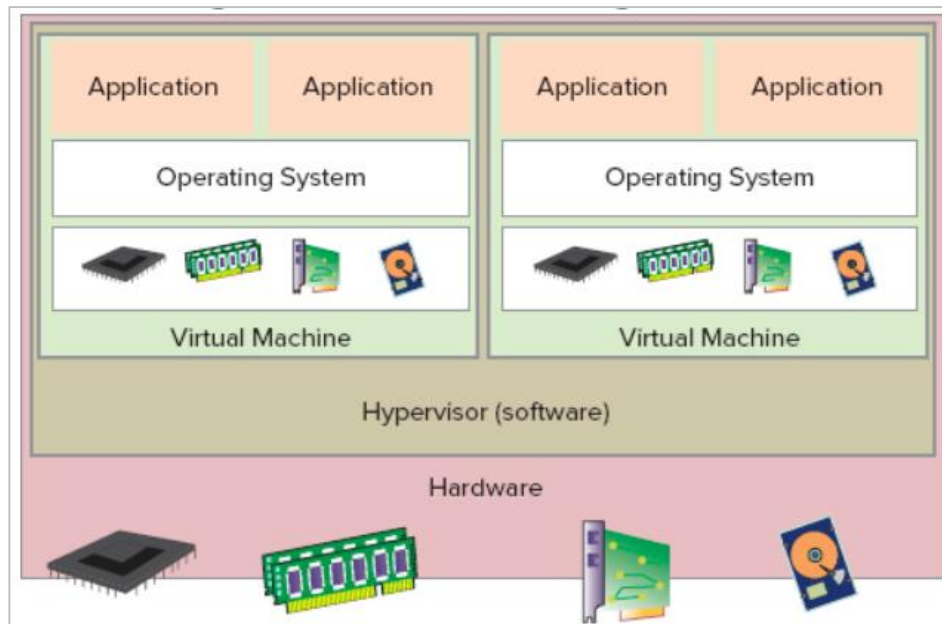 Application
Application
Application
Application
Operating System
Operating System
Virtual Machine
Virtual Machine
Hypervisor (software)
Hardware